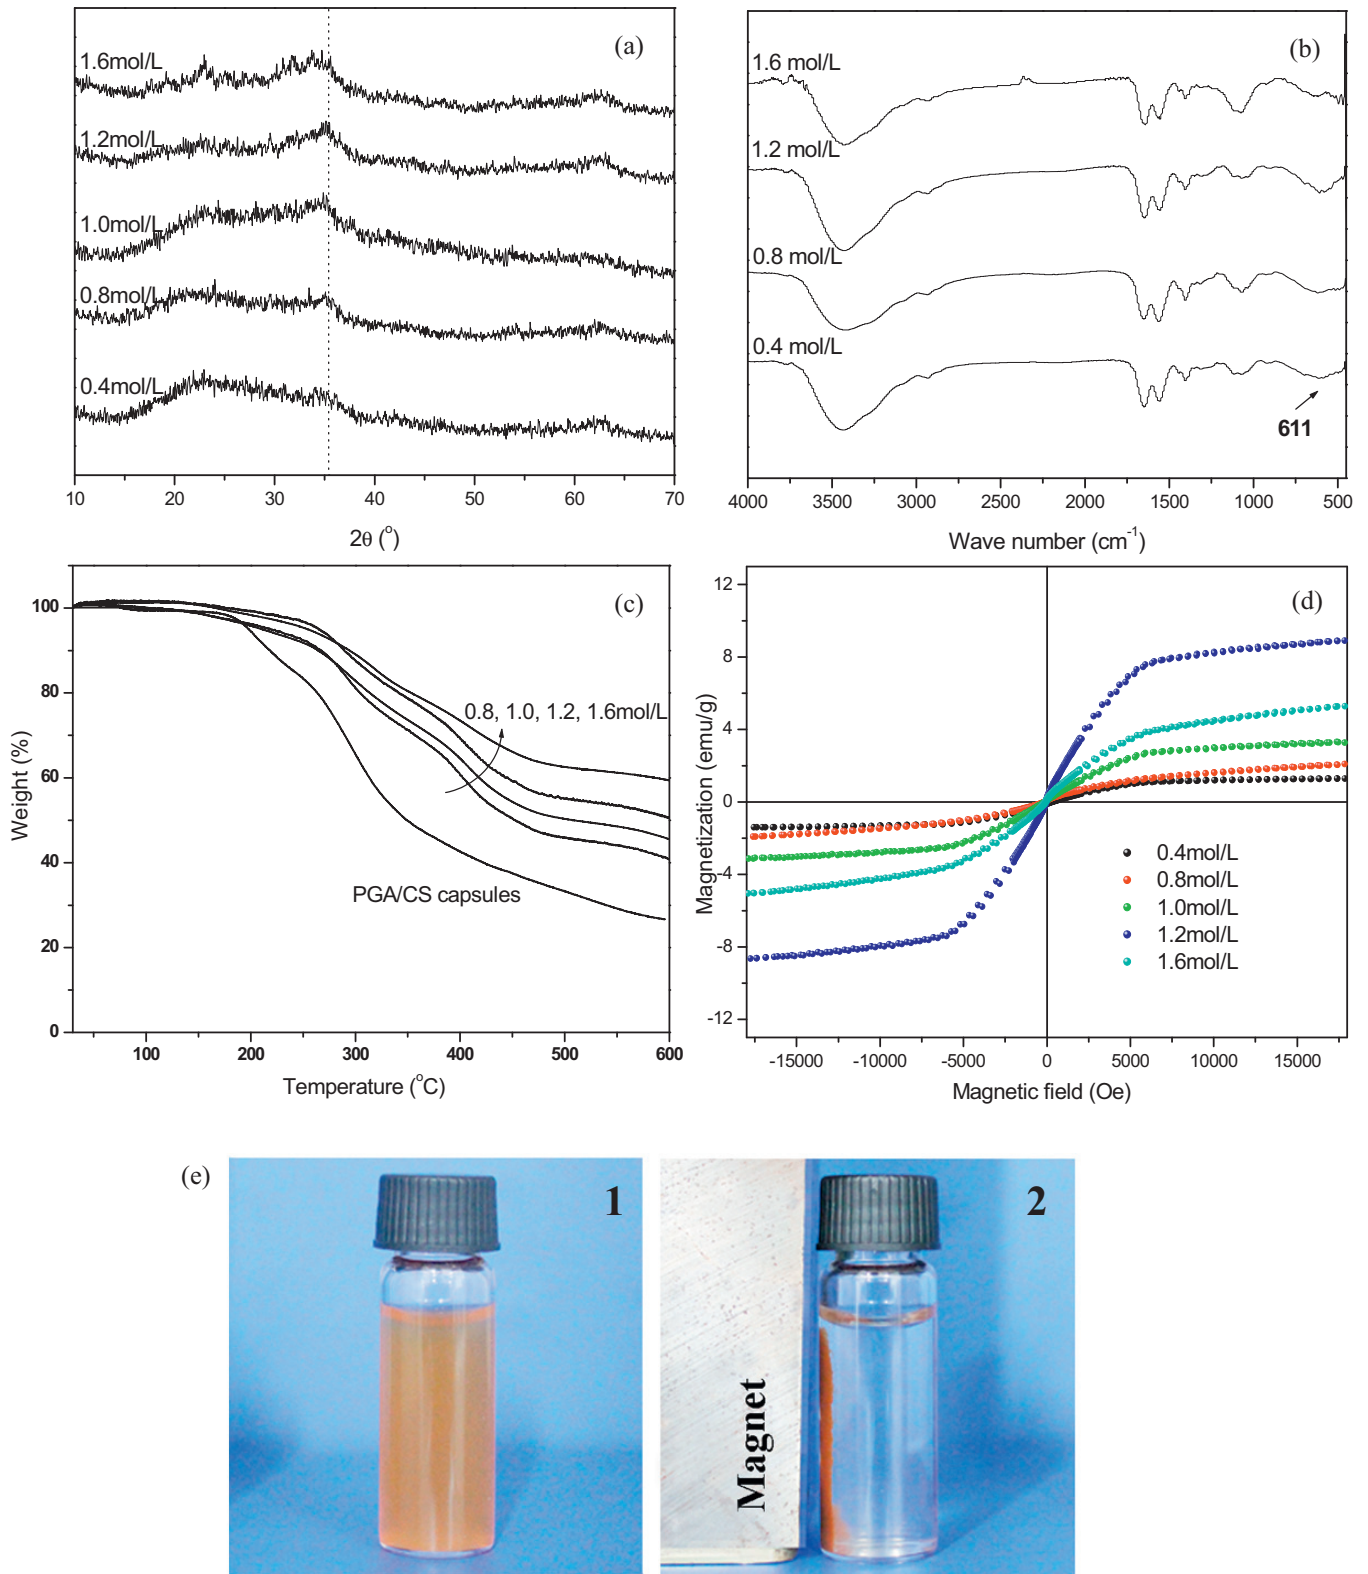 (a)
1.6mol/L
1.2mol/L
1.0mol/L
0.8mol/L
0.4mol/L
10 20 30 40 50 60 70
2θ (°)
(b)
1.6 mol/L
1.2 mol/L
0.8 mol/L
0.4 mol/L
611
4000 3500 3000 2500 2000 1500 1000 500
Wave number (cm⁻¹)
(c)
100
80
60
40
20
0
Weight (%)
0.8, 1.0, 1.2, 1.6mol/L
PGA/CS capsules
100 200 300 400 500 600
Temperature (°C)
(d)
12
8
4
0
-4
-8
-12
Magnetization (emu/g)
0.4mol/L
0.8mol/L
1.0mol/L
1.2mol/L
1.6mol/L
-15000 -10000 -5000 0 5000 10000 15000
Magnetic field (Oe)
(e)
1
2
Magnet